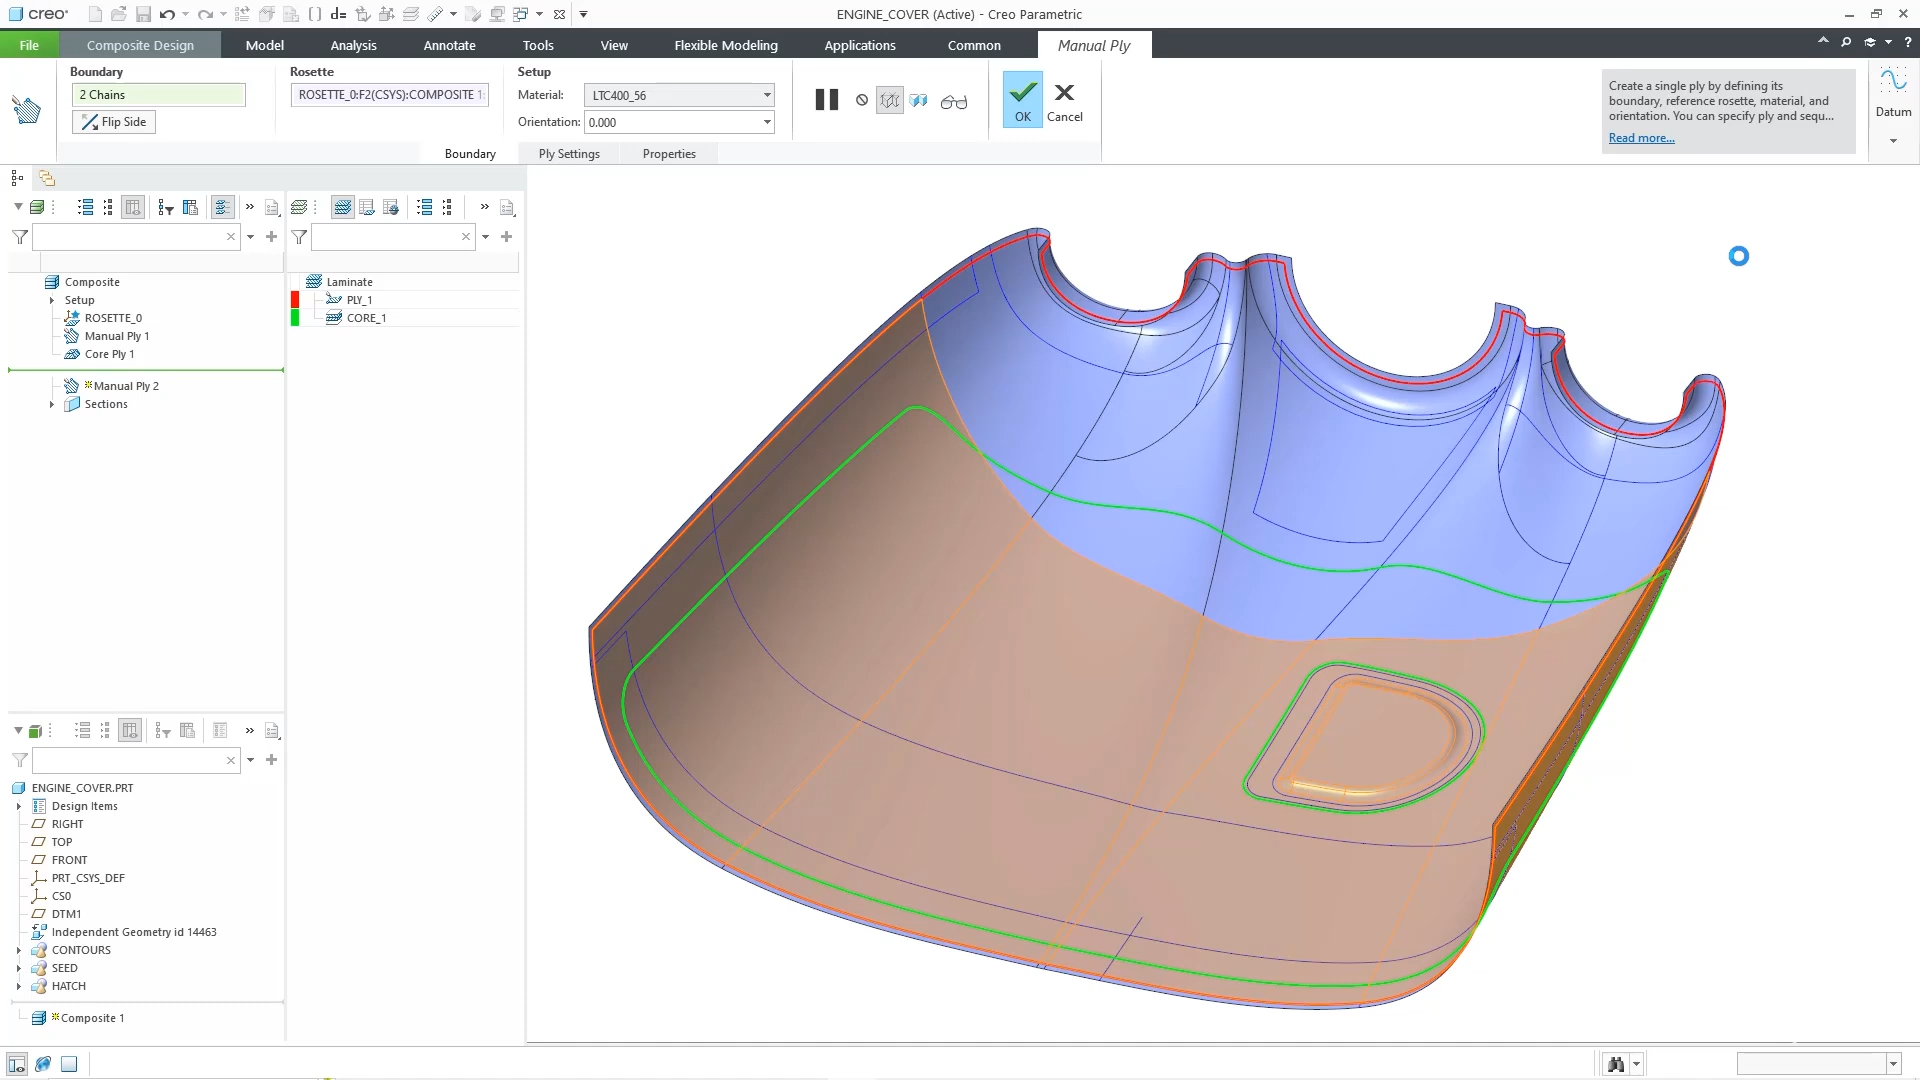 creo
d=
ENGINE_COVER (Active) - Creo Parametric
File
Composite Design
Model
Analysis
Annotate
Tools
View
Flexible Modeling
Applications
Common
Manual Ply
?
Boundary
2 Chains
Flip Side
Rosette
ROSETTE_0:F2(CSYS):COMPOSITE 1:
Setup
Material:
LTC400_56
Orientation:
0.000
OK
Cancel
Create a single ply by defining its
boundary, reference rosette, material, and
orientation. You can specify ply and sequ...
Read more...
Datum
Boundary
Ply Settings
Properties
Composite
Setup
ROSETTE_0
Manual Ply 1
Core Ply 1
Manual Ply 2
Sections
Laminate
PLY_1
CORE_1
ENGINE_COVER.PRT
Design Items
RIGHT
TOP
FRONT
PRT_CSYS_DEF
CS0
DTM1
Independent Geometry id 14463
CONTOURS
SEED
HATCH
Composite 1